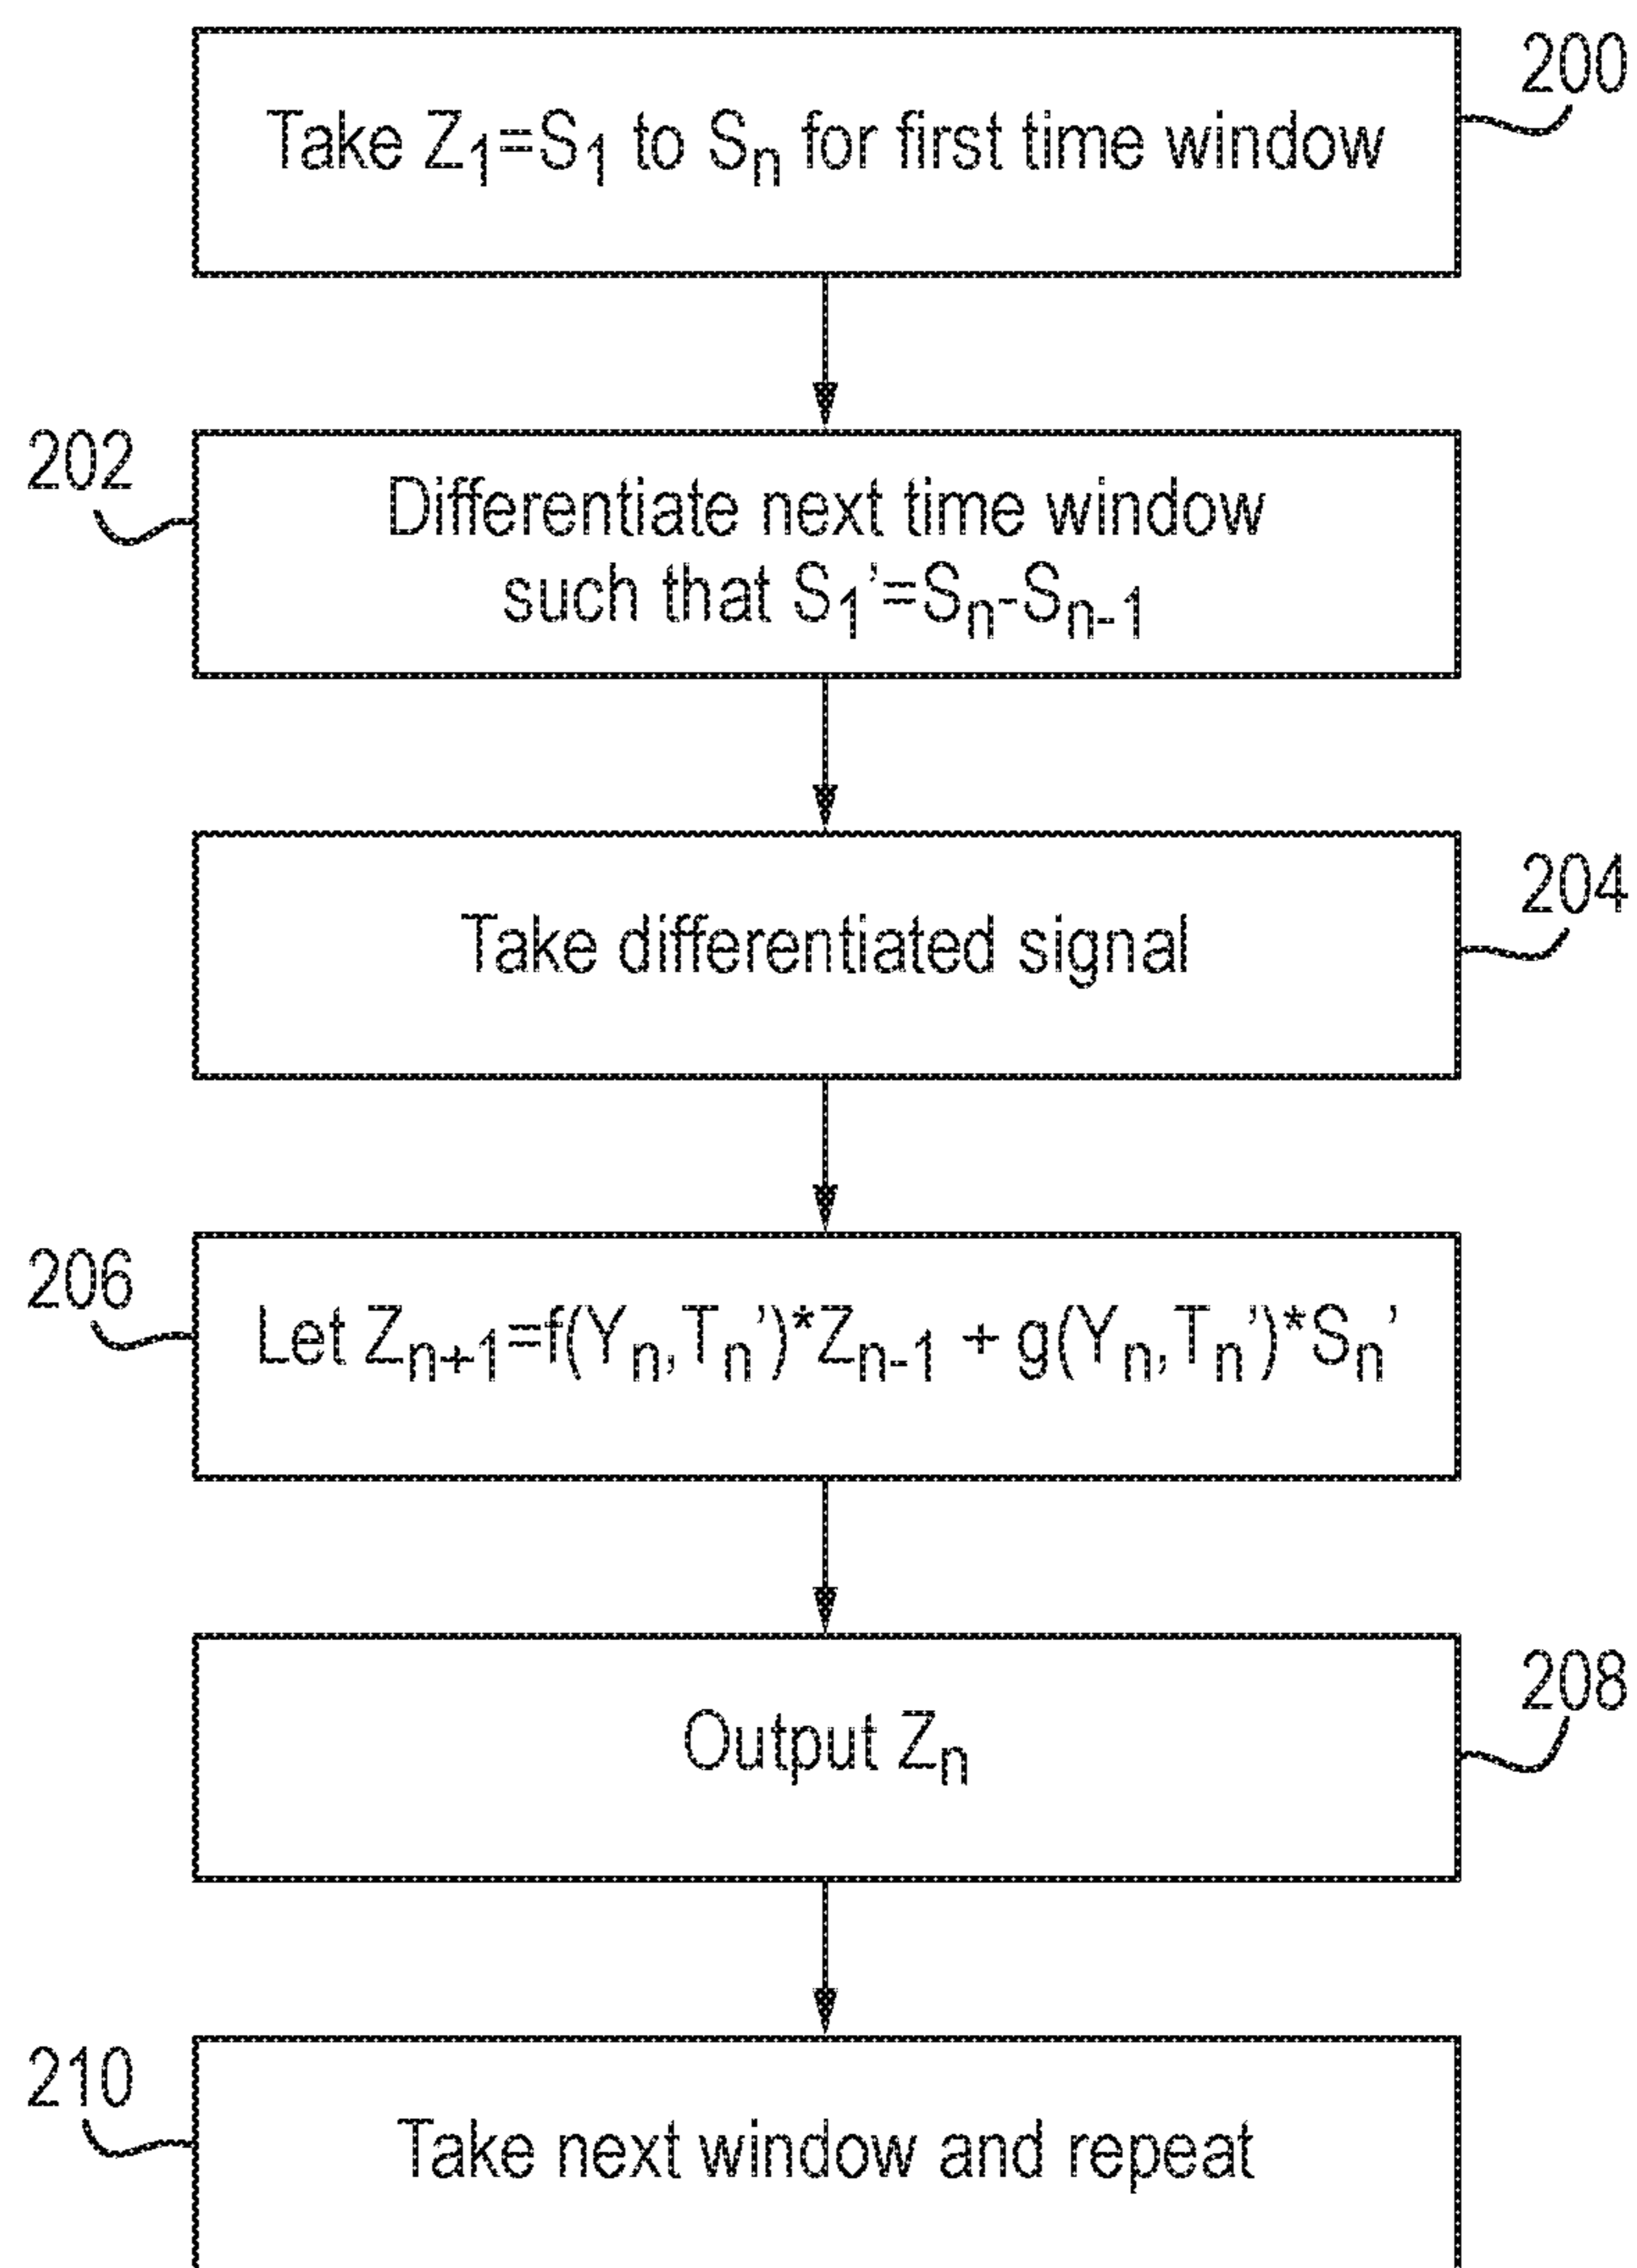 200
Take Z₁=S₁ to Sₙ for first time window
202
Differentiate next time window
such that S₁’=Sₙ-Sₙ₋₁
204
Take differentiated signal
206
Let Zₙ₊₁=f(Yₙ,Tₙ’)*Zₙ₋₁ + g(Yₙ,Tₙ’)*Sₙ’
208
Output Zₙ
210
Take next window and repeat